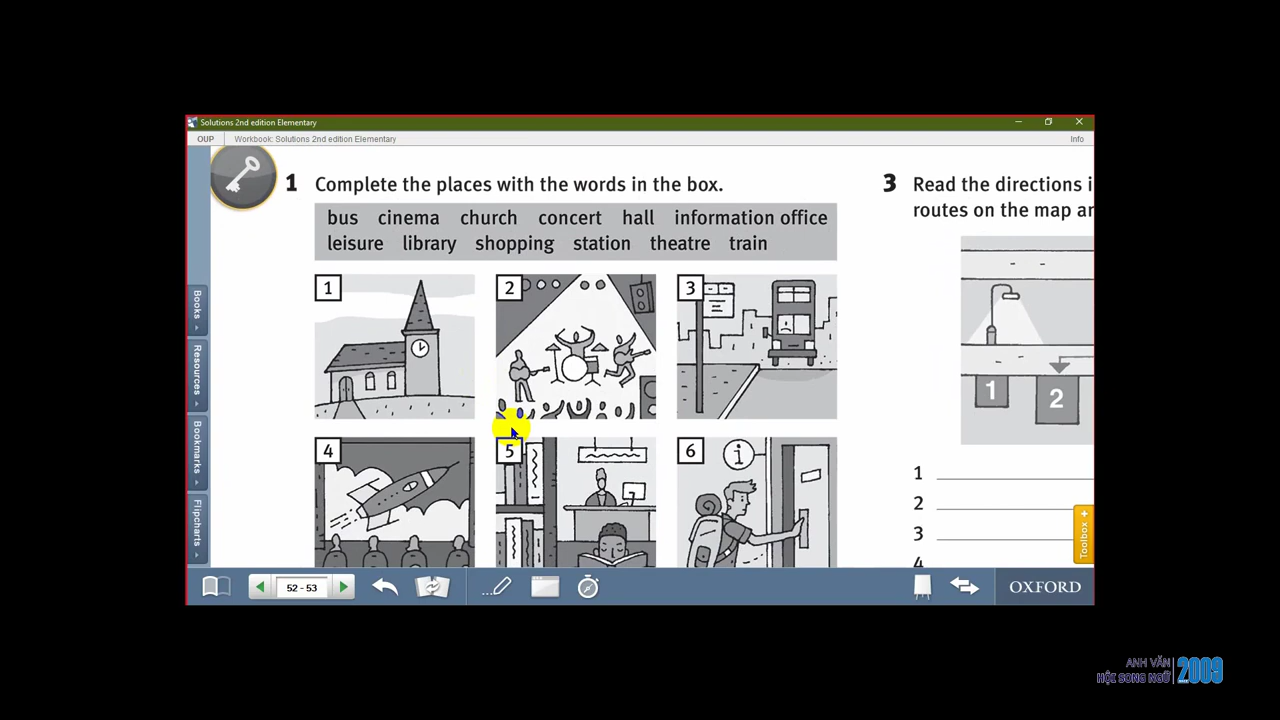 Solutions 2nd edition Elementary
OUP Workbook: Solutions 2nd edition Elementary Info
1 Complete the places with the words in the box.
bus cinema church concert hall information office
leisure library shopping station theatre train
1 2 3
4 5 6
i
3 Read the directions i
routes on the map ar
1 2
1
2
3
4
Books
Resources
Bookmarks
Flipcharts
Toolbox +
52 - 53
OXFORD
ANH VĂN
HỘI SONG NGỮ
2009